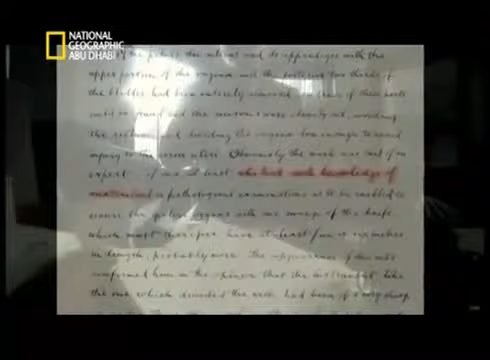 NATIONAL
GEOGRAPHIC
ABU DHABI
the pelvis the uterus and its appendages with the
upper portion of the vagina and the posterior two thirds of
the bladder had been entirely removed. No trace of these parts
could be found and the incisions were cleanly cut, avoiding
the rectum and dividing the vagina low enough to avoid
injury to the cervix uteri. Obviously the work was that of an
expert of one at least, who had such knowledge of
anatomical or pathological examinations as to be enabled to
secure the pelvic organs with one sweep of the knife
which must therefore have at least five or six inches
in length, probably more. The appearance of the cuts
confirmed him in the opinion that the instrument like
the one which divided the neck had been of a very sharp